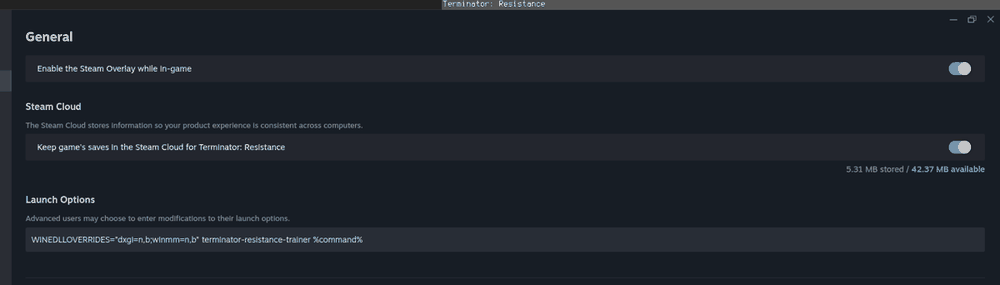 Terminator: Resistance
General
Enable the Steam Overlay while in-game
Steam Cloud
The Steam Cloud stores information so your product experience is consistent across computers.
Keep game's saves in the Steam Cloud for Terminator: Resistance
5.31 MB stored / 42.37 MB available
Launch Options
Advanced users may choose to enter modifications to their launch options.
WINEDLLOVERRIDES="dxgi=n,b;winmm=n,b" terminator-resistance-trainer %command%